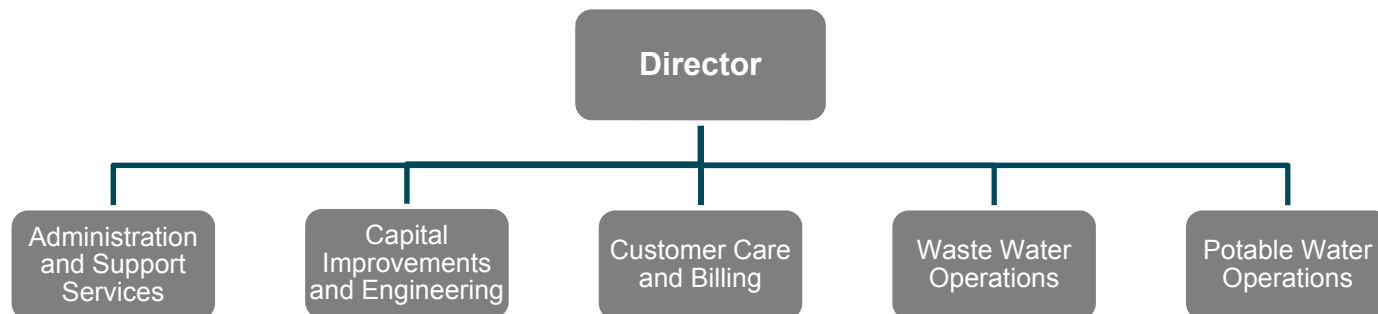 Director
Administration
and Support
Services
Capital
Improvements
and Engineering
Customer Care
and Billing
Waste Water
Operations
Potable Water
Operations